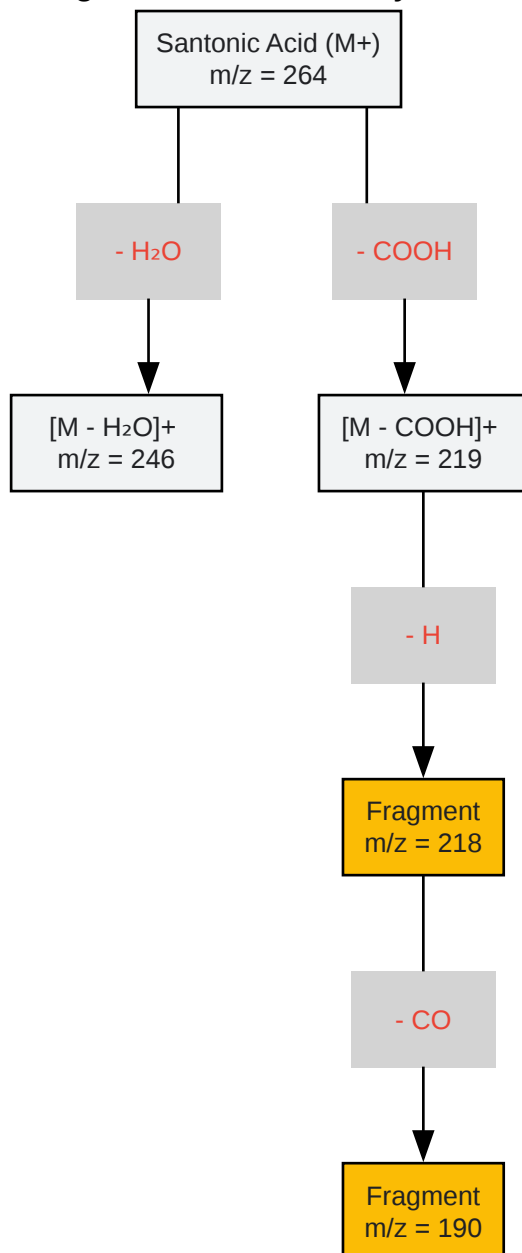 Santonic Acid (M+)
m/z = 264
- H₂O
- COOH
[M - H₂O]+
m/z = 246
[M - COOH]+
m/z = 219
- H
Fragment
m/z = 218
- CO
Fragment
m/z = 190